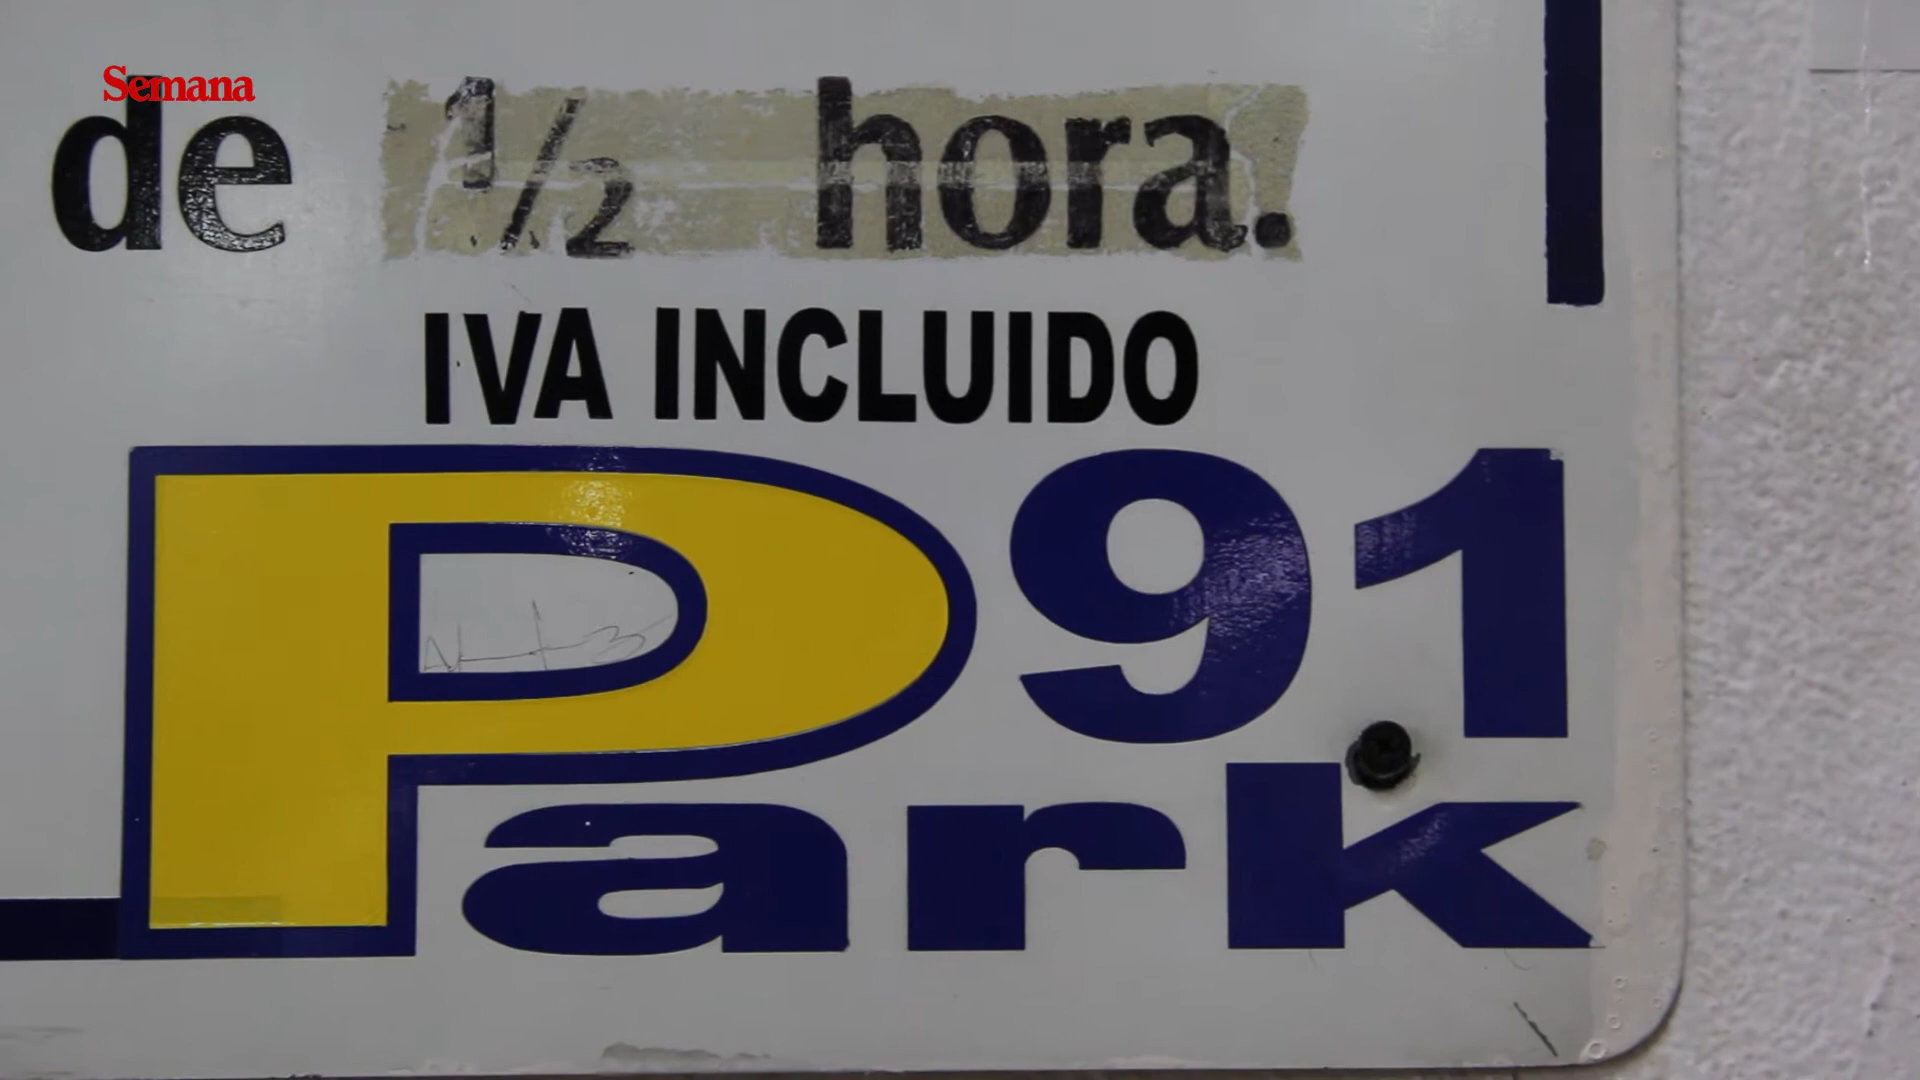 Semana
de 1/2 hora.
IVA INCLUIDO
Park 91